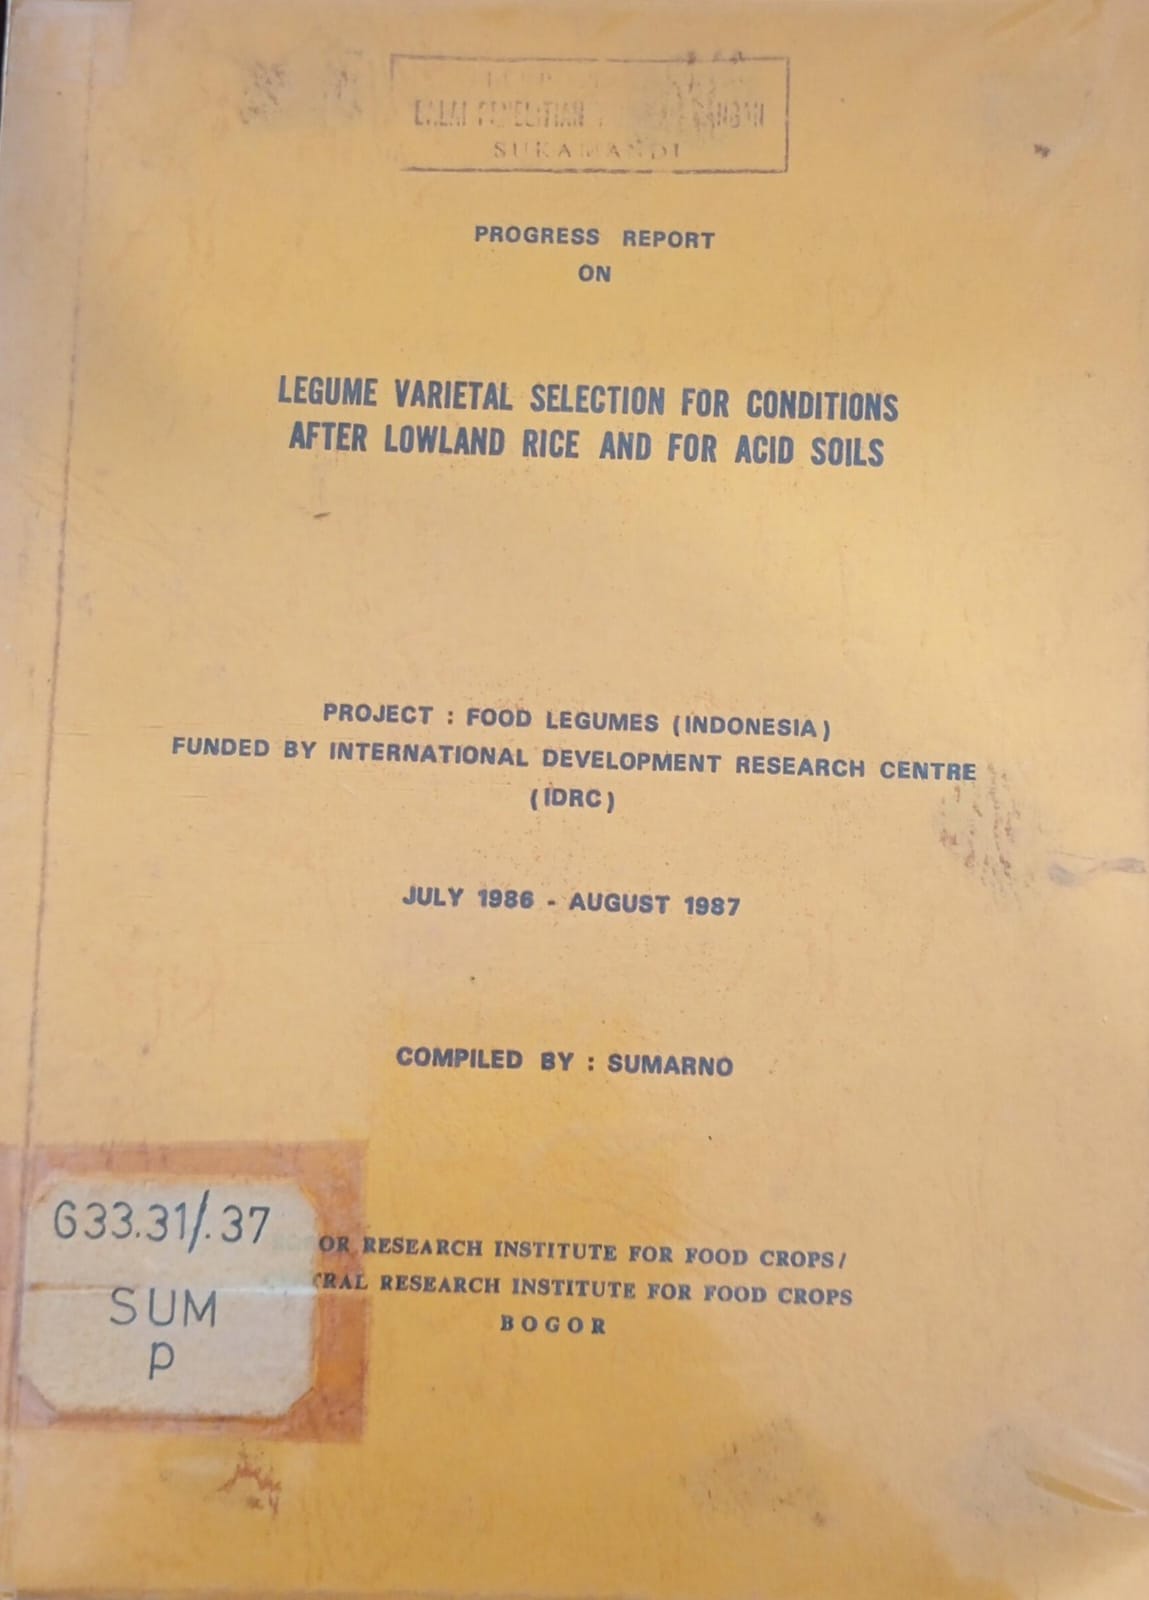 BALAI PENELITIAN
SUKAMANDI
PROGRESS REPORT
ON
LEGUME VARIETAL SELECTION FOR CONDITIONS
AFTER LOWLAND RICE AND FOR ACID SOILS
PROJECT : FOOD LEGUMES (INDONESIA)
FUNDED BY INTERNATIONAL DEVELOPMENT RESEARCH CENTRE
(IDRC)
JULY 1986 - AUGUST 1987
COMPILED BY : SUMARNO
633.31/.37
SUM
p
OR RESEARCH INSTITUTE FOR FOOD CROPS/
RAL RESEARCH INSTITUTE FOR FOOD CROPS
BOGOR